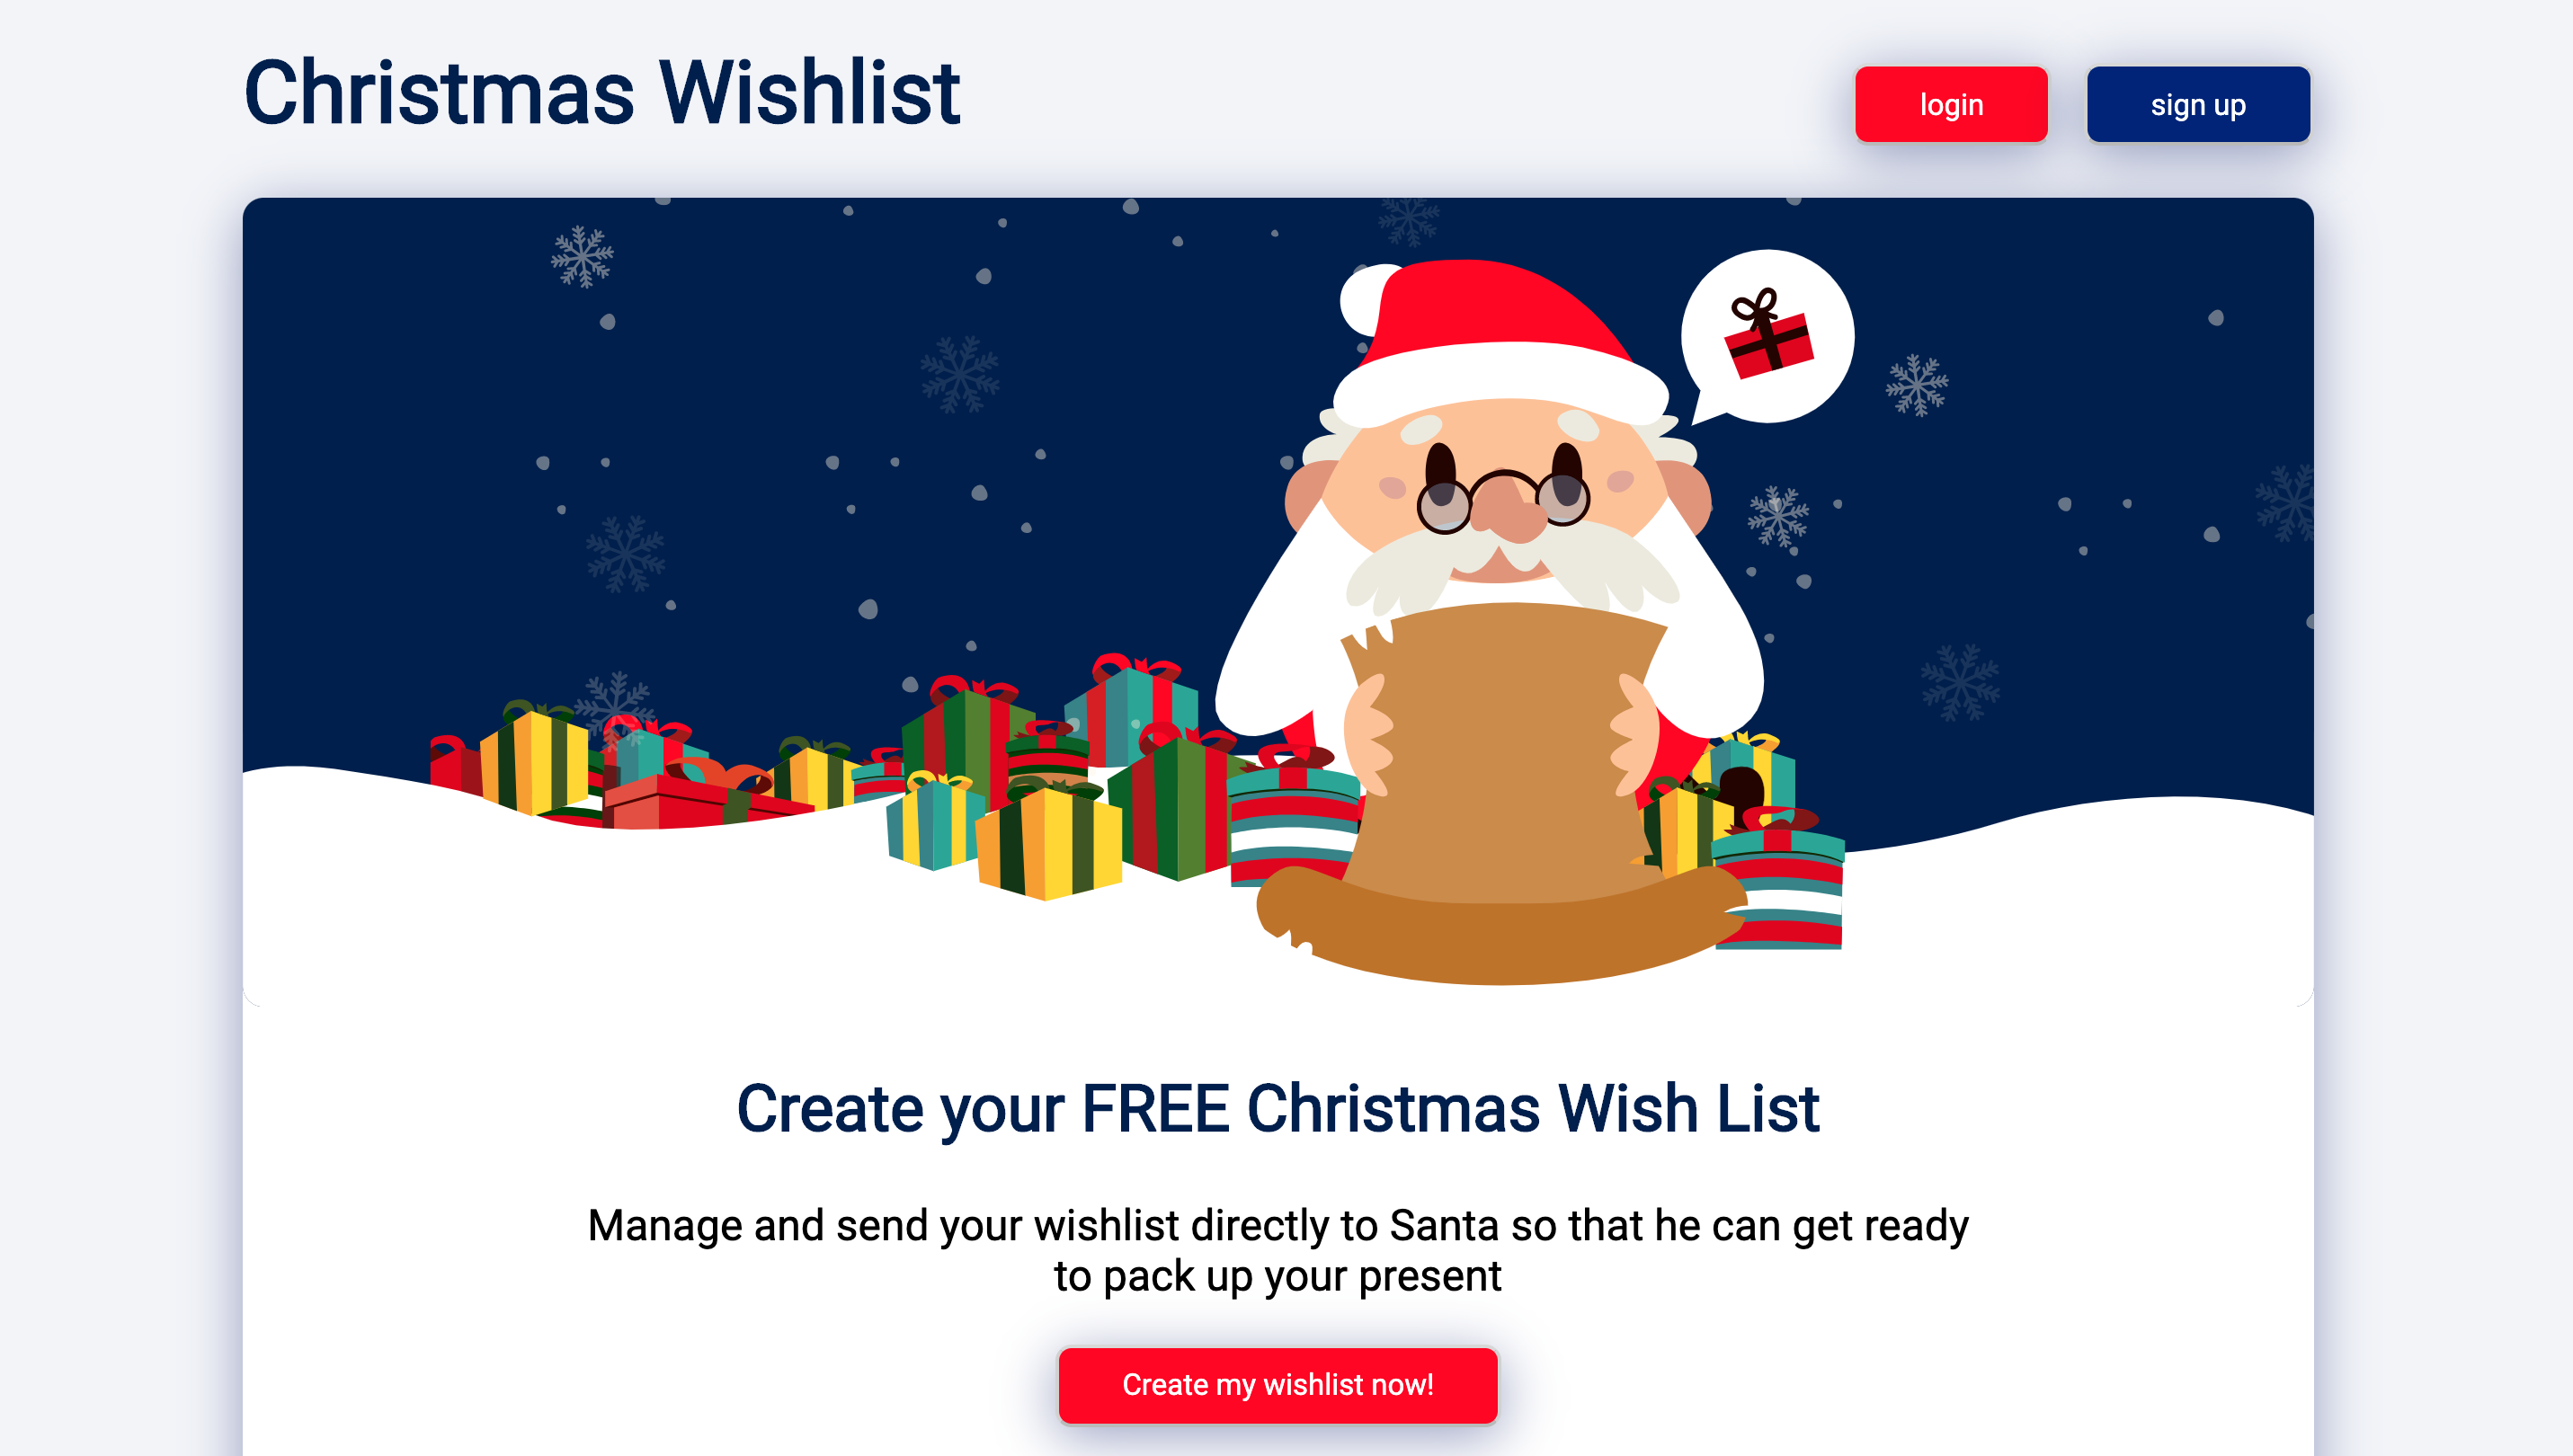 Christmas Wishlist
login
sign up
Create your FREE Christmas Wish List
Manage and send your wishlist directly to Santa so that he can get ready
to pack up your present
Create my wishlist now!